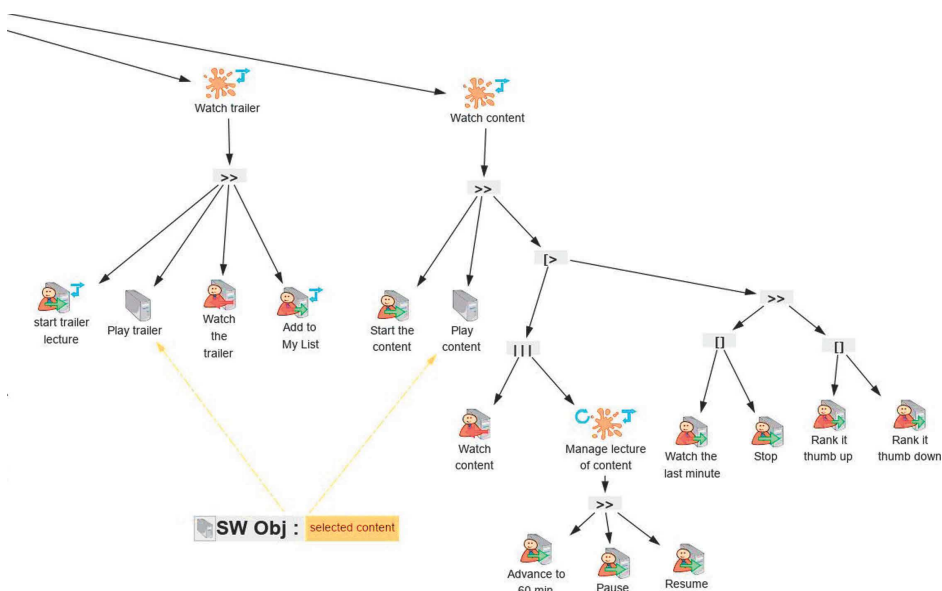 Watch trailer
Watch content
>>
>>
[>
start trailer
lecture
Play trailer
Watch
the
trailer
Add to
My List
Start the
content
Play
content
>>
|||
[]
[]
Watch
content
Manage lecture
of content
Watch the
last minute
Stop
Rank it
thumb up
Rank it
thumb down
>>
SW Obj :
selected content
Advance to
60 min
Pause
Resume